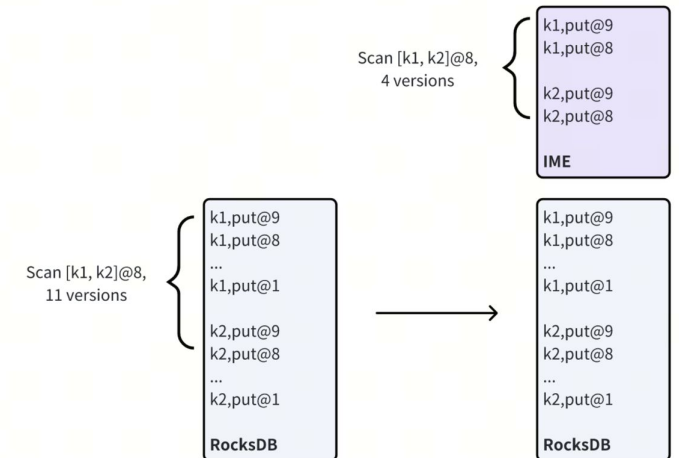 Scan [k1, k2]@8,
4 versions
k1,put@9
k1,put@8
k2,put@9
k2,put@8
IME
Scan [k1, k2]@8,
11 versions
k1,put@9
k1,put@8
...
k1,put@1
k2,put@9
k2,put@8
...
k2,put@1
RocksDB
k1,put@9
k1,put@8
...
k1,put@1
k2,put@9
k2,put@8
...
k2,put@1
RocksDB